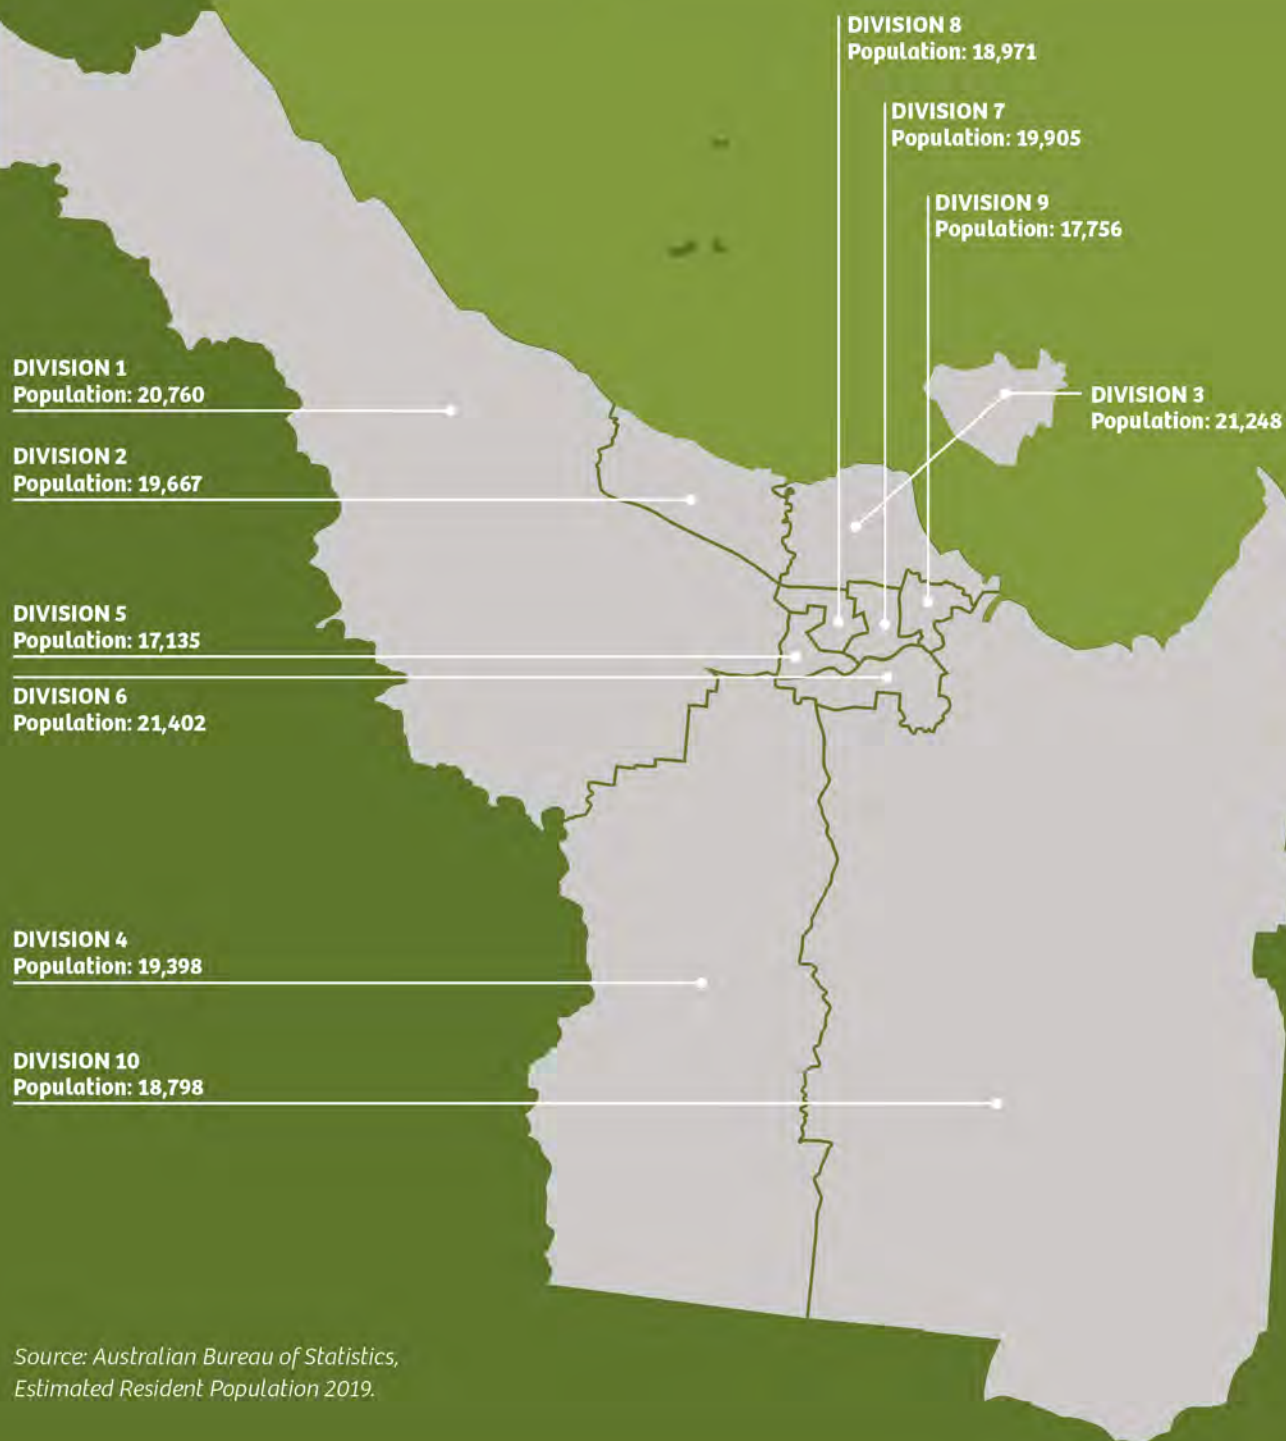 DIVISION 8
Population: 18,971
DIVISION 7
Population: 19,905
DIVISION 9
Population: 17,756
DIVISION 1
Population: 20,760
DIVISION 3
Population: 21,248
DIVISION 2
Population: 19,667
DIVISION 5
Population: 17,135
DIVISION 6
Population: 21,402
DIVISION 4
Population: 19,398
DIVISION 10
Population: 18,798
Source: Australian Bureau of Statistics,
Estimated Resident Population 2019.